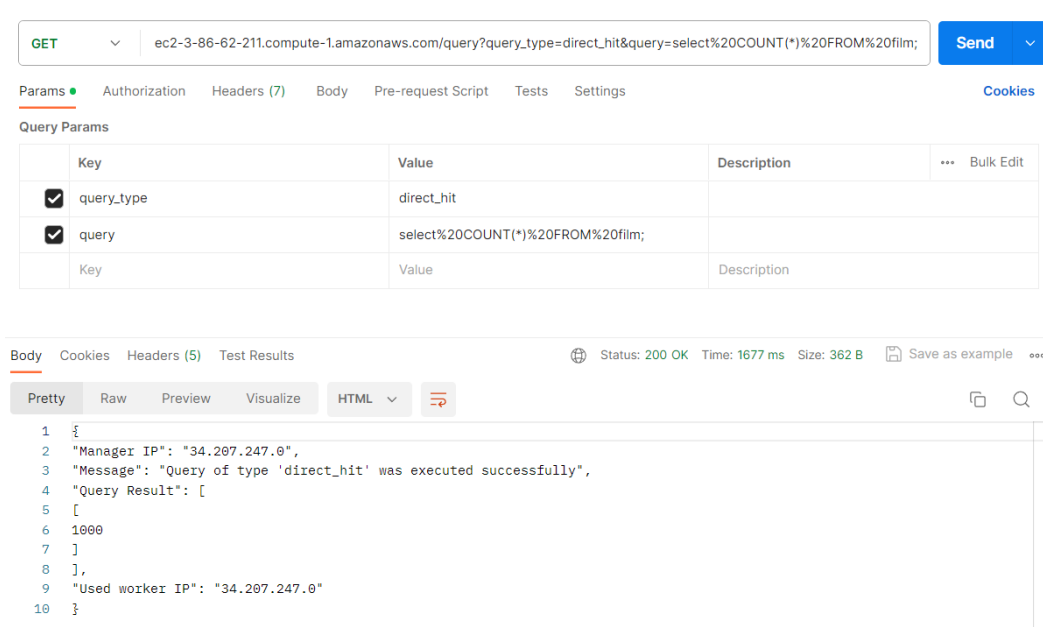 GET ec2-3-86-62-211.compute-1.amazonaws.com/query?query_type=direct_hit&query=select%20COUNT(*)%20FROM%20film; Send
Params Authorization Headers (7) Body Pre-request Script Tests Settings Cookies
Query Params
Key Value Description ••• Bulk Edit
query_type direct_hit
query select%20COUNT(*)%20FROM%20film;
Key Value Description
Body Cookies Headers (5) Test Results Status: 200 OK Time: 1677 ms Size: 362 B Save as example
Pretty Raw Preview Visualize HTML
1 {
2 "Manager IP": "34.207.247.0",
3 "Message": "Query of type 'direct_hit' was executed successfully",
4 "Query Result": [
5 [
6 1000
7 ]
8 ],
9 "Used worker IP": "34.207.247.0"
10 }